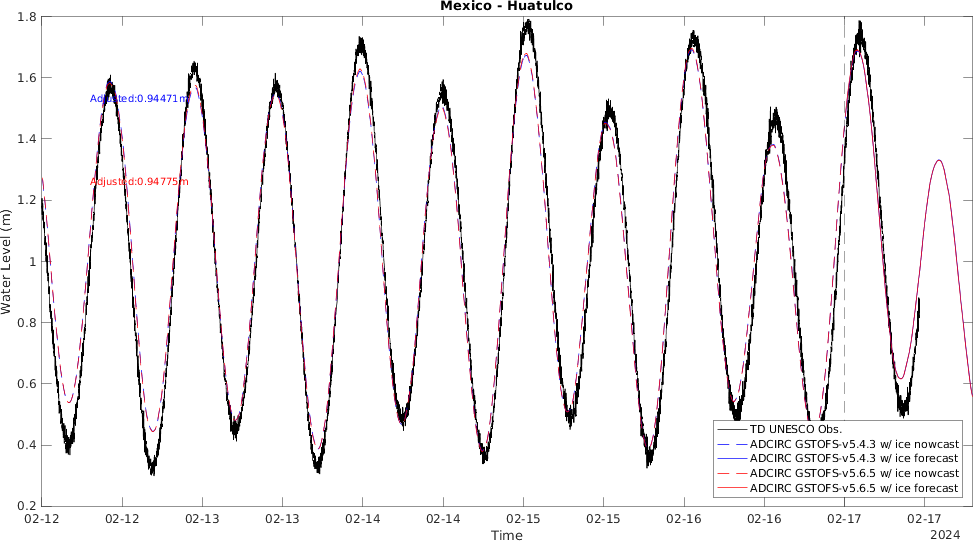 Mexico - Huatulco
Water Level (m)
1.8
1.6
1.4
1.2
1
0.8
0.6
0.4
0.2
Adjusted:0.94471m
Adjusted:0.94775m
TD UNESCO Obs.
ADCIRC GSTOFS-v5.4.3 w/ ice nowcast
ADCIRC GSTOFS-v5.4.3 w/ ice forecast
ADCIRC GSTOFS-v5.6.5 w/ ice nowcast
ADCIRC GSTOFS-v5.6.5 w/ ice forecast
02-12 02-12 02-13 02-13 02-14 02-14 02-15 02-15 02-16 02-16 02-17 02-17
Time
2024